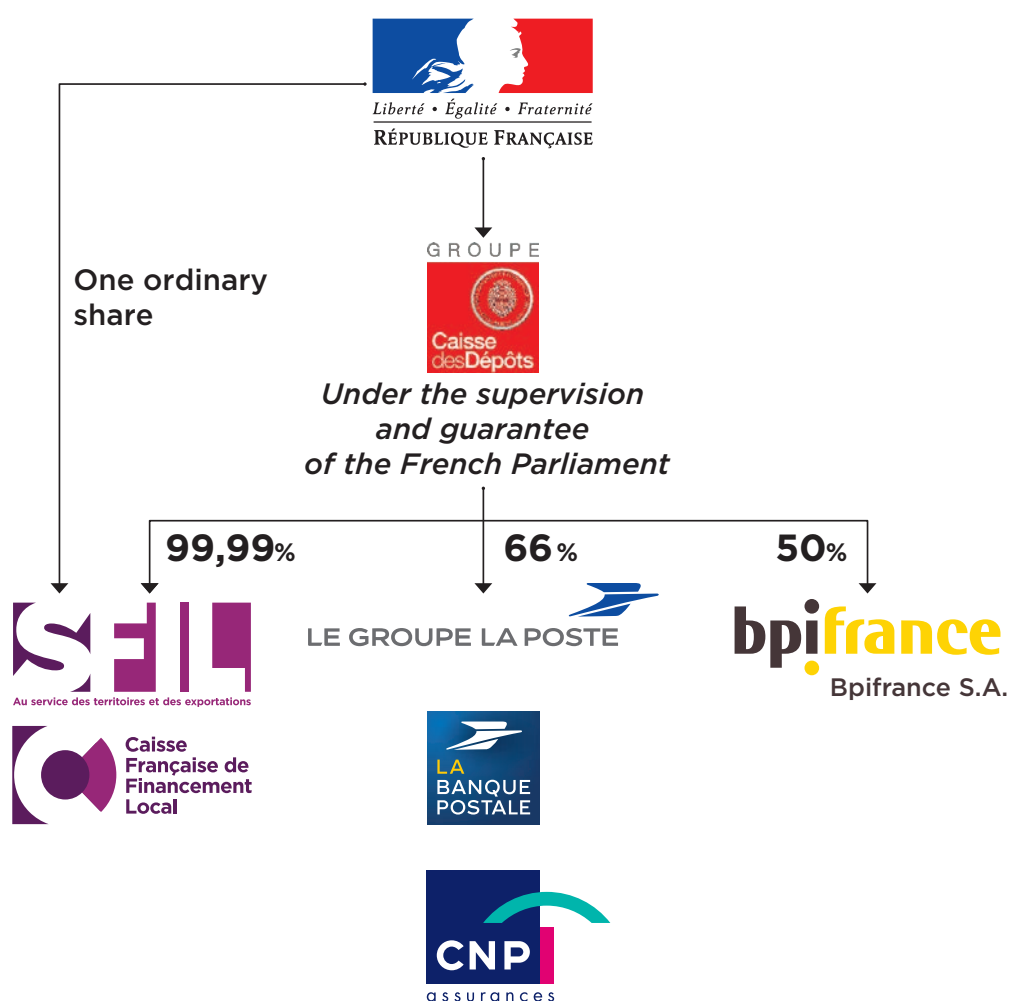 Liberté • Égalité • Fraternité
RÉPUBLIQUE FRANÇAISE
One ordinary
share
GROUPE
Caisse
desDépôts
Under the supervision
and guarantee
of the French Parliament
99,99%
66%
50%
SFIL
Au service des territoires et des exportations
LE GROUPE LA POSTE
bpifrance
Bpifrance S.A.
Caisse
Française de
Financement
Local
LA
BANQUE
POSTALE
CNP
assurances